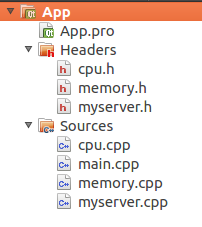 App
App.pro
Headers
cpu.h
memory.h
myserver.h
Sources
cpu.cpp
main.cpp
memory.cpp
myserver.cpp